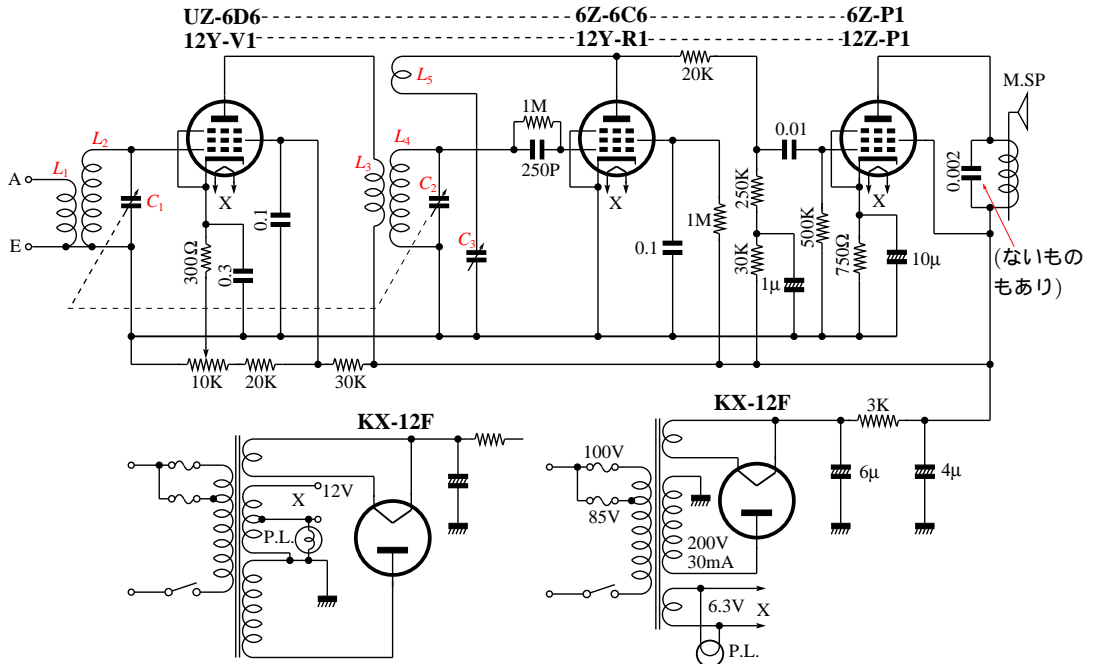 UZ-6D6 6Z-6C6 6Z-P1
12Y-V1 12Y-R1 12Z-P1
L5
20K
M.SP
1M
L2
L4
0.01
L1
L3
250P
0.002
A
C2
250K
X
X
X
C1
0.1
1M
500K
E
C3
300Ω
0.3
0.1
30K
750Ω
10μ
(ないもの
もあり)
1μ
10K
20K
30K
KX-12F
KX-12F
3K
100V
12V
X
6μ
4μ
85V
P.L.
200V
30mA
6.3V
X
P.L.